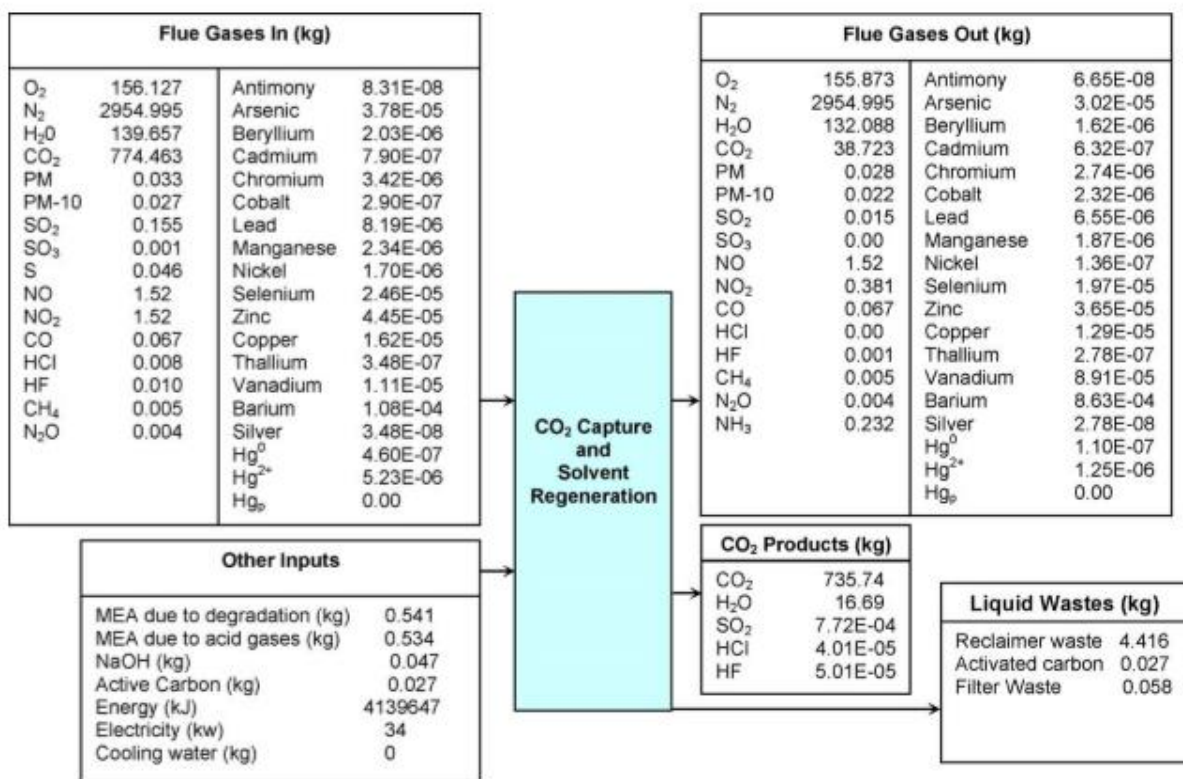 Flue Gases In (kg)
O₂ 156.127 Antimony 8.31E-08
N₂ 2954.995 Arsenic 3.78E-05
H₂0 139.657 Beryllium 2.03E-06
CO₂ 774.463 Cadmium 7.90E-07
PM 0.033 Chromium 3.42E-06
PM-10 0.027 Cobalt 2.90E-07
SO₂ 0.155 Lead 8.19E-06
SO₃ 0.001 Manganese 2.34E-06
S 0.046 Nickel 1.70E-06
NO 1.52 Selenium 2.46E-05
NO₂ 1.52 Zinc 4.45E-05
CO 0.067 Copper 1.62E-05
HCl 0.008 Thallium 3.48E-07
HF 0.010 Vanadium 1.11E-05
CH₄ 0.005 Barium 1.08E-04
N₂O 0.004 Silver 3.48E-08
Hg⁰ 4.60E-07
Hg²⁺ 5.23E-06
Hgₚ 0.00
Flue Gases Out (kg)
O₂ 155.873 Antimony 6.65E-08
N₂ 2954.995 Arsenic 3.02E-05
H₂O 132.088 Beryllium 1.62E-06
CO₂ 38.723 Cadmium 6.32E-07
PM 0.028 Chromium 2.74E-06
PM-10 0.022 Cobalt 2.32E-06
SO₂ 0.015 Lead 6.55E-06
SO₃ 0.00 Manganese 1.87E-06
NO 1.52 Nickel 1.36E-07
NO₂ 0.381 Selenium 1.97E-05
CO 0.067 Zinc 3.65E-05
HCl 0.00 Copper 1.29E-05
HF 0.001 Thallium 2.78E-07
CH₄ 0.005 Vanadium 8.91E-05
N₂O 0.004 Barium 8.63E-04
NH₃ 0.232 Silver 2.78E-08
Hg⁰ 1.10E-07
Hg²⁺ 1.25E-06
Hgₚ 0.00
CO₂ Capture
and
Solvent
Regeneration
Other Inputs
MEA due to degradation (kg) 0.541
MEA due to acid gases (kg) 0.534
NaOH (kg) 0.047
Active Carbon (kg) 0.027
Energy (kJ) 4139647
Electricity (kw) 34
Cooling water (kg) 0
CO₂ Products (kg)
CO₂ 735.74
H₂O 16.69
SO₂ 7.72E-04
HCl 4.01E-05
HF 5.01E-05
Liquid Wastes (kg)
Reclaimer waste 4.416
Activated carbon 0.027
Filter Waste 0.058